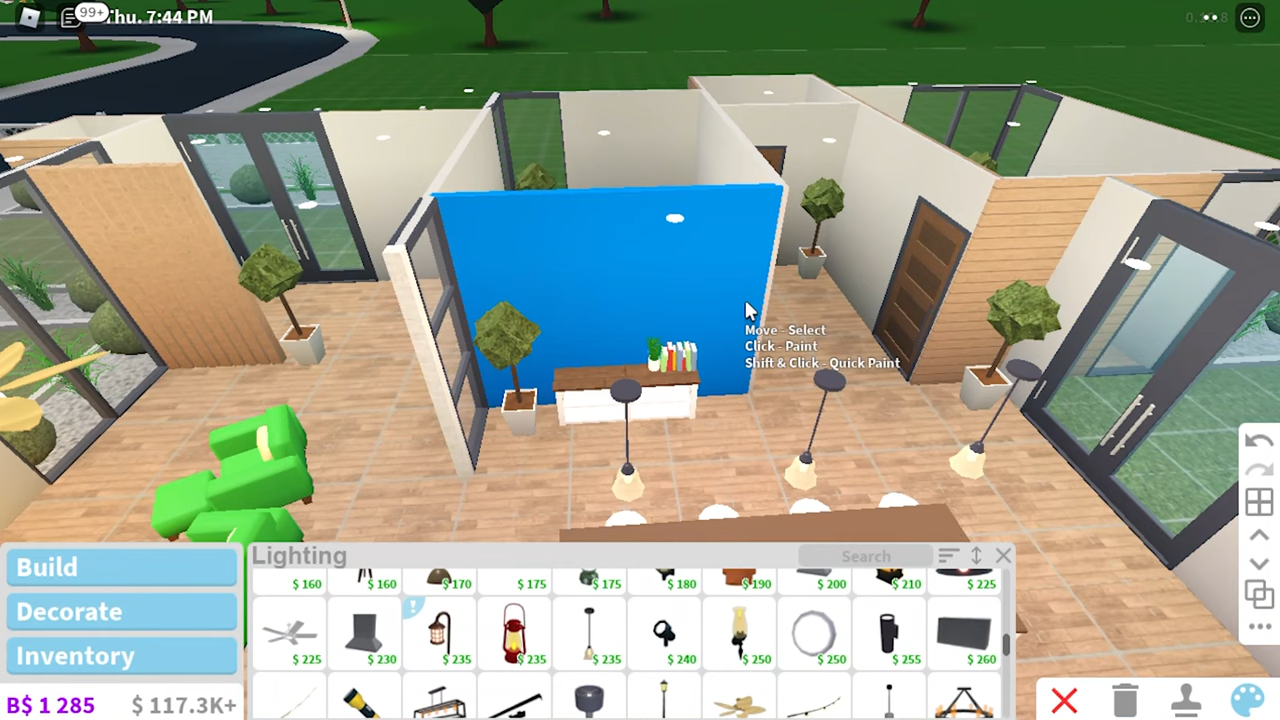 99+
Thu. 7:44 PM
Move - Select
Click - Paint
Shift & Click - Quick Paint
Build
Decorate
Inventory
B$ 1 285
$ 117.3K+
Lighting
Search
$ 160
$ 160
$ 170
$ 175
$ 175
$ 180
$ 190
$ 200
$ 210
$ 225
$ 225
$ 230
!
$ 235
$ 235
$ 235
$ 240
$ 250
$ 250
$ 255
$ 260